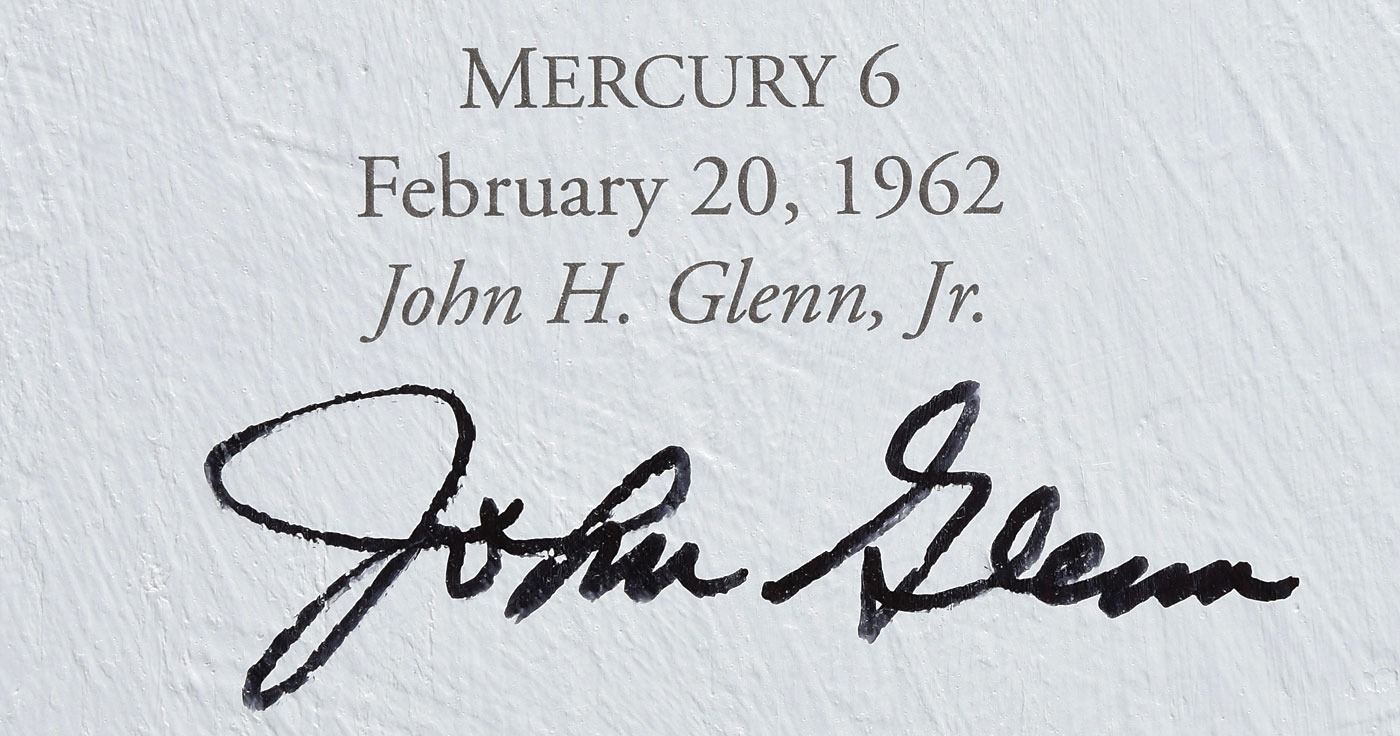 MERCURY 6
February 20, 1962
John H. Glenn, Jr.
John Glenn